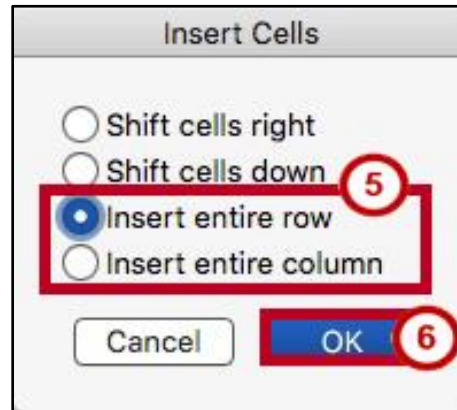 Insert Cells
Shift cells right
Shift cells down
5
Insert entire row
Insert entire column
Cancel
OK
6